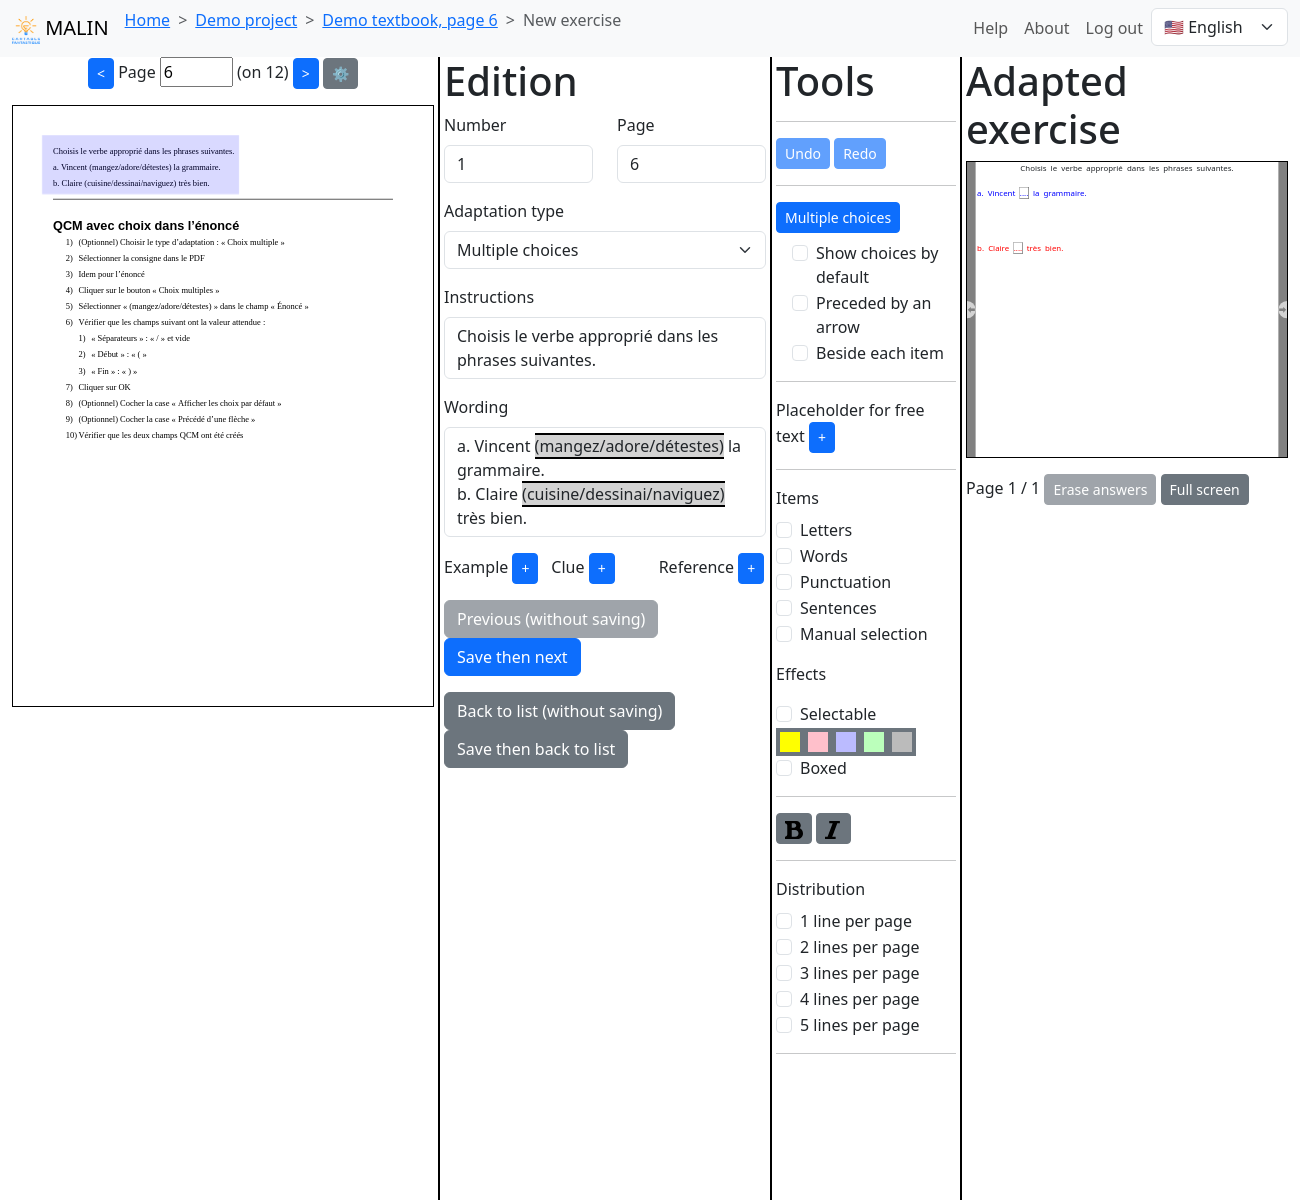 MALIN
Home > Demo project > Demo textbook, page 6 > New exercise
Help About Log out 🇺🇸 English
< Page 6 (on 12) > ⚙️
Choisis le verbe approprié dans les phrases suivantes.
a. Vincent (mangez/adore/détestes) la grammaire.
b. Claire (cuisine/dessinai/naviguez) très bien.
QCM avec choix dans l’énoncé
1) (Optionnel) Choisir le type d’adaptation : « Choix multiple »
2) Sélectionner la consigne dans le PDF
3) Idem pour l’énoncé
4) Cliquer sur le bouton « Choix multiples »
5) Sélectionner « (mangez/adore/détestes) » dans le champ « Énoncé »
6) Vérifier que les champs suivant ont la valeur attendue :
1) « Séparateurs » : « / » et vide
2) « Début » : « ( »
3) « Fin » : « ) »
7) Cliquer sur OK
8) (Optionnel) Cocher la case « Afficher les choix par défaut »
9) (Optionnel) Cocher la case « Précédé d’une flèche »
10) Vérifier que les deux champs QCM ont été créés
Edition
Number Page
1 6
Adaptation type
Multiple choices
Instructions
Choisis le verbe approprié dans les
phrases suivantes.
Wording
a. Vincent (mangez/adore/détestes) la
grammaire.
b. Claire (cuisine/dessinai/naviguez)
très bien.
Example + Clue + Reference +
Previous (without saving)
Save then next
Back to list (without saving)
Save then back to list
Tools
Undo Redo
Multiple choices
Show choices by
default
Preceded by an
arrow
Beside each item
Placeholder for free
text +
Items
Letters
Words
Punctuation
Sentences
Manual selection
Effects
Selectable
Boxed
B I
Distribution
1 line per page
2 lines per page
3 lines per page
4 lines per page
5 lines per page
Adapted
exercise
Choisis le verbe approprié dans les phrases suivantes.
a. Vincent .... la grammaire.
b. Claire .... très bien.
Page 1 / 1 Erase answers Full screen